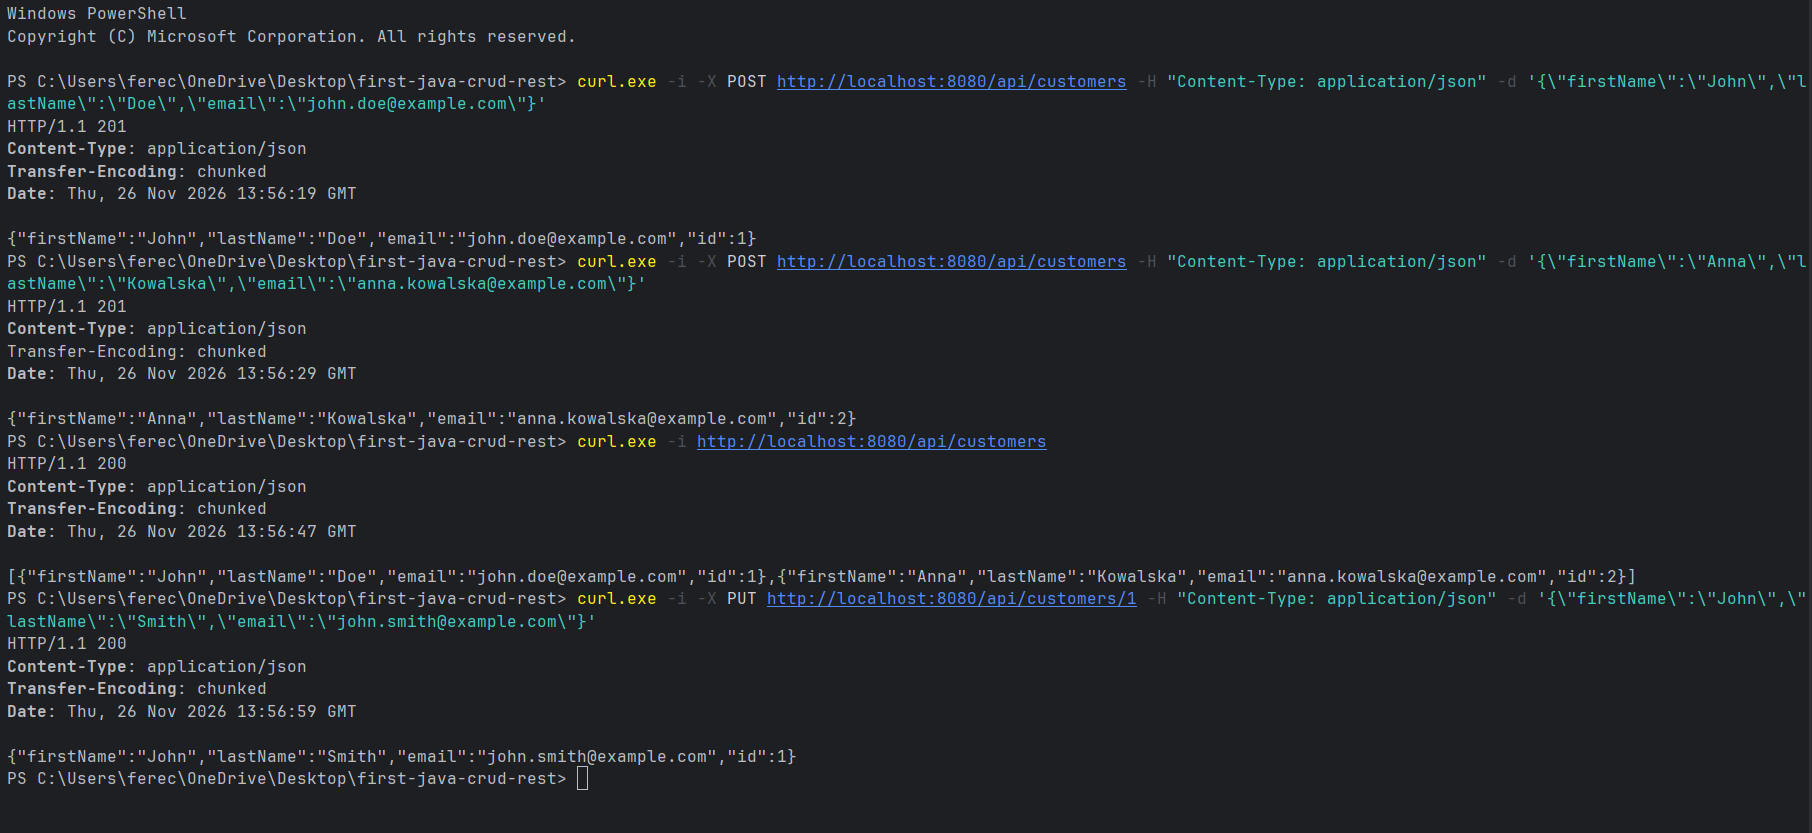 Windows PowerShell
Copyright (C) Microsoft Corporation. All rights reserved.
PS C:\Users\ferec\OneDrive\Desktop\first-java-crud-rest> curl.exe -i -X POST http://localhost:8080/api/customers -H "Content-Type: application/json" -d '{\"firstName\":\"John\",\"l
astName\":\"Doe\",\"email\":\"john.doe@example.com\"}'
HTTP/1.1 201
Content-Type: application/json
Transfer-Encoding: chunked
Date: Thu, 26 Nov 2026 13:56:19 GMT
{"firstName":"John","lastName":"Doe","email":"john.doe@example.com","id":1}
PS C:\Users\ferec\OneDrive\Desktop\first-java-crud-rest> curl.exe -i -X POST http://localhost:8080/api/customers -H "Content-Type: application/json" -d '{\"firstName\":\"Anna\",\"l
astName\":\"Kowalska\",\"email\":\"anna.kowalska@example.com\"}'
HTTP/1.1 201
Content-Type: application/json
Transfer-Encoding: chunked
Date: Thu, 26 Nov 2026 13:56:29 GMT
{"firstName":"Anna","lastName":"Kowalska","email":"anna.kowalska@example.com","id":2}
PS C:\Users\ferec\OneDrive\Desktop\first-java-crud-rest> curl.exe -i http://localhost:8080/api/customers
HTTP/1.1 200
Content-Type: application/json
Transfer-Encoding: chunked
Date: Thu, 26 Nov 2026 13:56:47 GMT
[{"firstName":"John","lastName":"Doe","email":"john.doe@example.com","id":1},{"firstName":"Anna","lastName":"Kowalska","email":"anna.kowalska@example.com","id":2}]
PS C:\Users\ferec\OneDrive\Desktop\first-java-crud-rest> curl.exe -i -X PUT http://localhost:8080/api/customers/1 -H "Content-Type: application/json" -d '{\"firstName\":\"John\",\"
lastName\":\"Smith\",\"email\":\"john.smith@example.com\"}'
HTTP/1.1 200
Content-Type: application/json
Transfer-Encoding: chunked
Date: Thu, 26 Nov 2026 13:56:59 GMT
{"firstName":"John","lastName":"Smith","email":"john.smith@example.com","id":1}
PS C:\Users\ferec\OneDrive\Desktop\first-java-crud-rest>